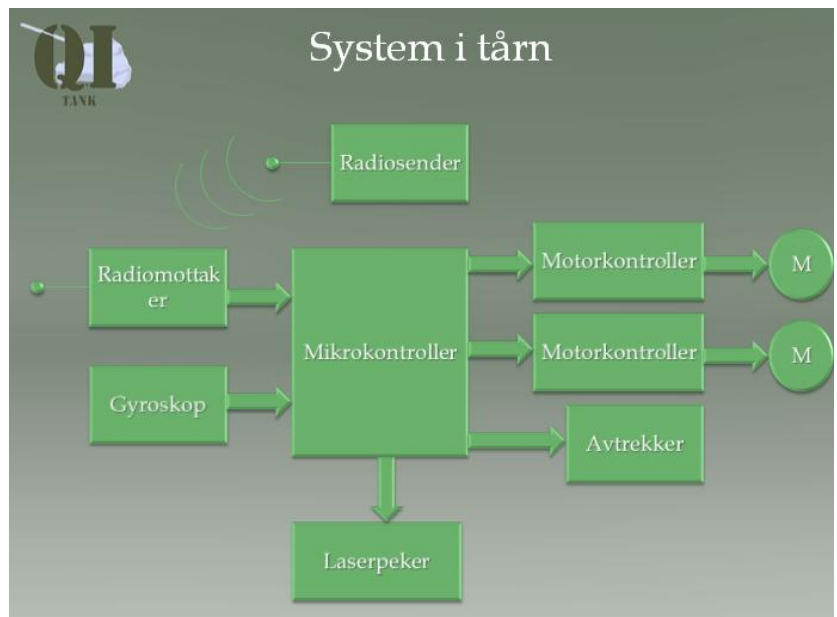 QI
TANK
System i tårn
Radiosender
Radiomottak
er
Motorkontroller
M
Mikrokontroller
Motorkontroller
M
Gyroskop
Avtrekker
Laserpeker